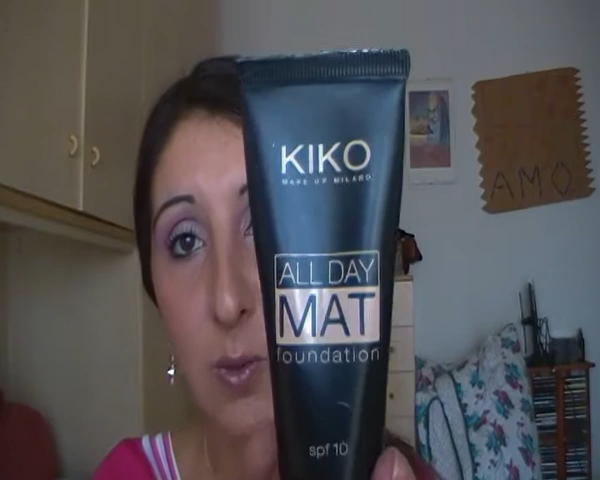 KIKO
MAKE UP MILANO
ALL DAY
MAT
foundation
spf 10
AMO